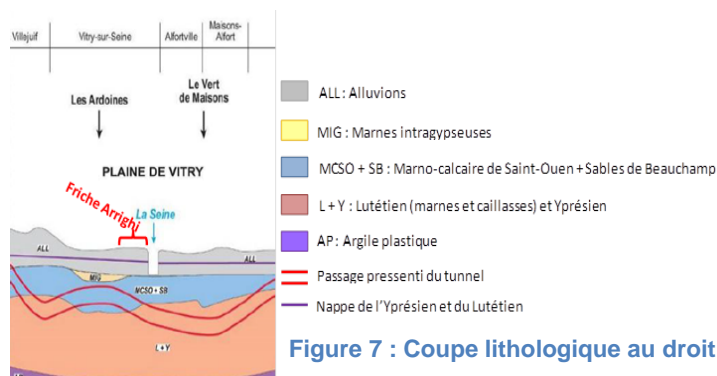 Villejuif Vitry-sur-Seine Alfortville Maisons-
Alfort
Les Ardoines
Le Vert
de Maisons
PLAINE DE VITRY
Friche Arrighi
La Seine
ALL
ALL
MIG
MCSO + SB
L + Y
ALL : Alluvions
MIG : Marnes intragypseuses
MCSO + SB : Marno-calcaire de Saint-Ouen + Sables de Beauchamp
L + Y : Lutétien (marnes et caillasses) et Yprésien
AP : Argile plastique
Passage pressenti du tunnel
Nappe de l'Yprésien et du Lutétien
Figure 7 : Coupe lithologique au droit